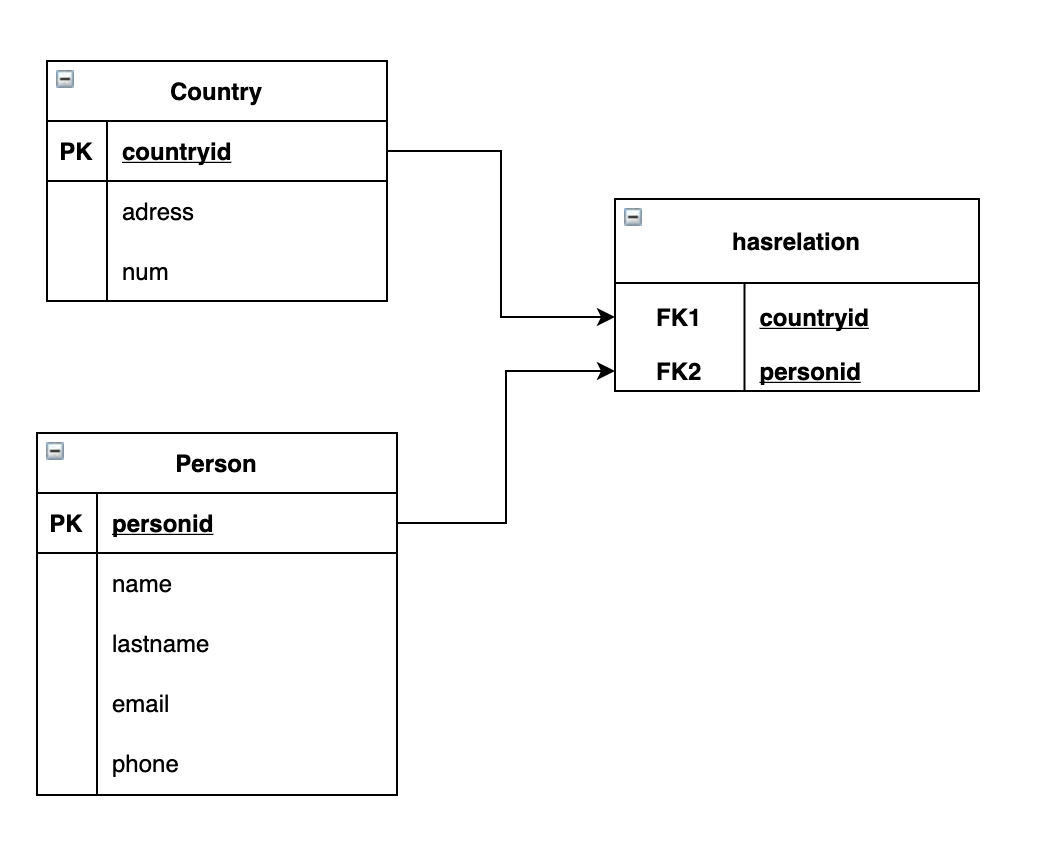 Country
PK countryid
adress
num
hasrelation
FK1 countryid
FK2 personid
Person
PK personid
name
lastname
email
phone